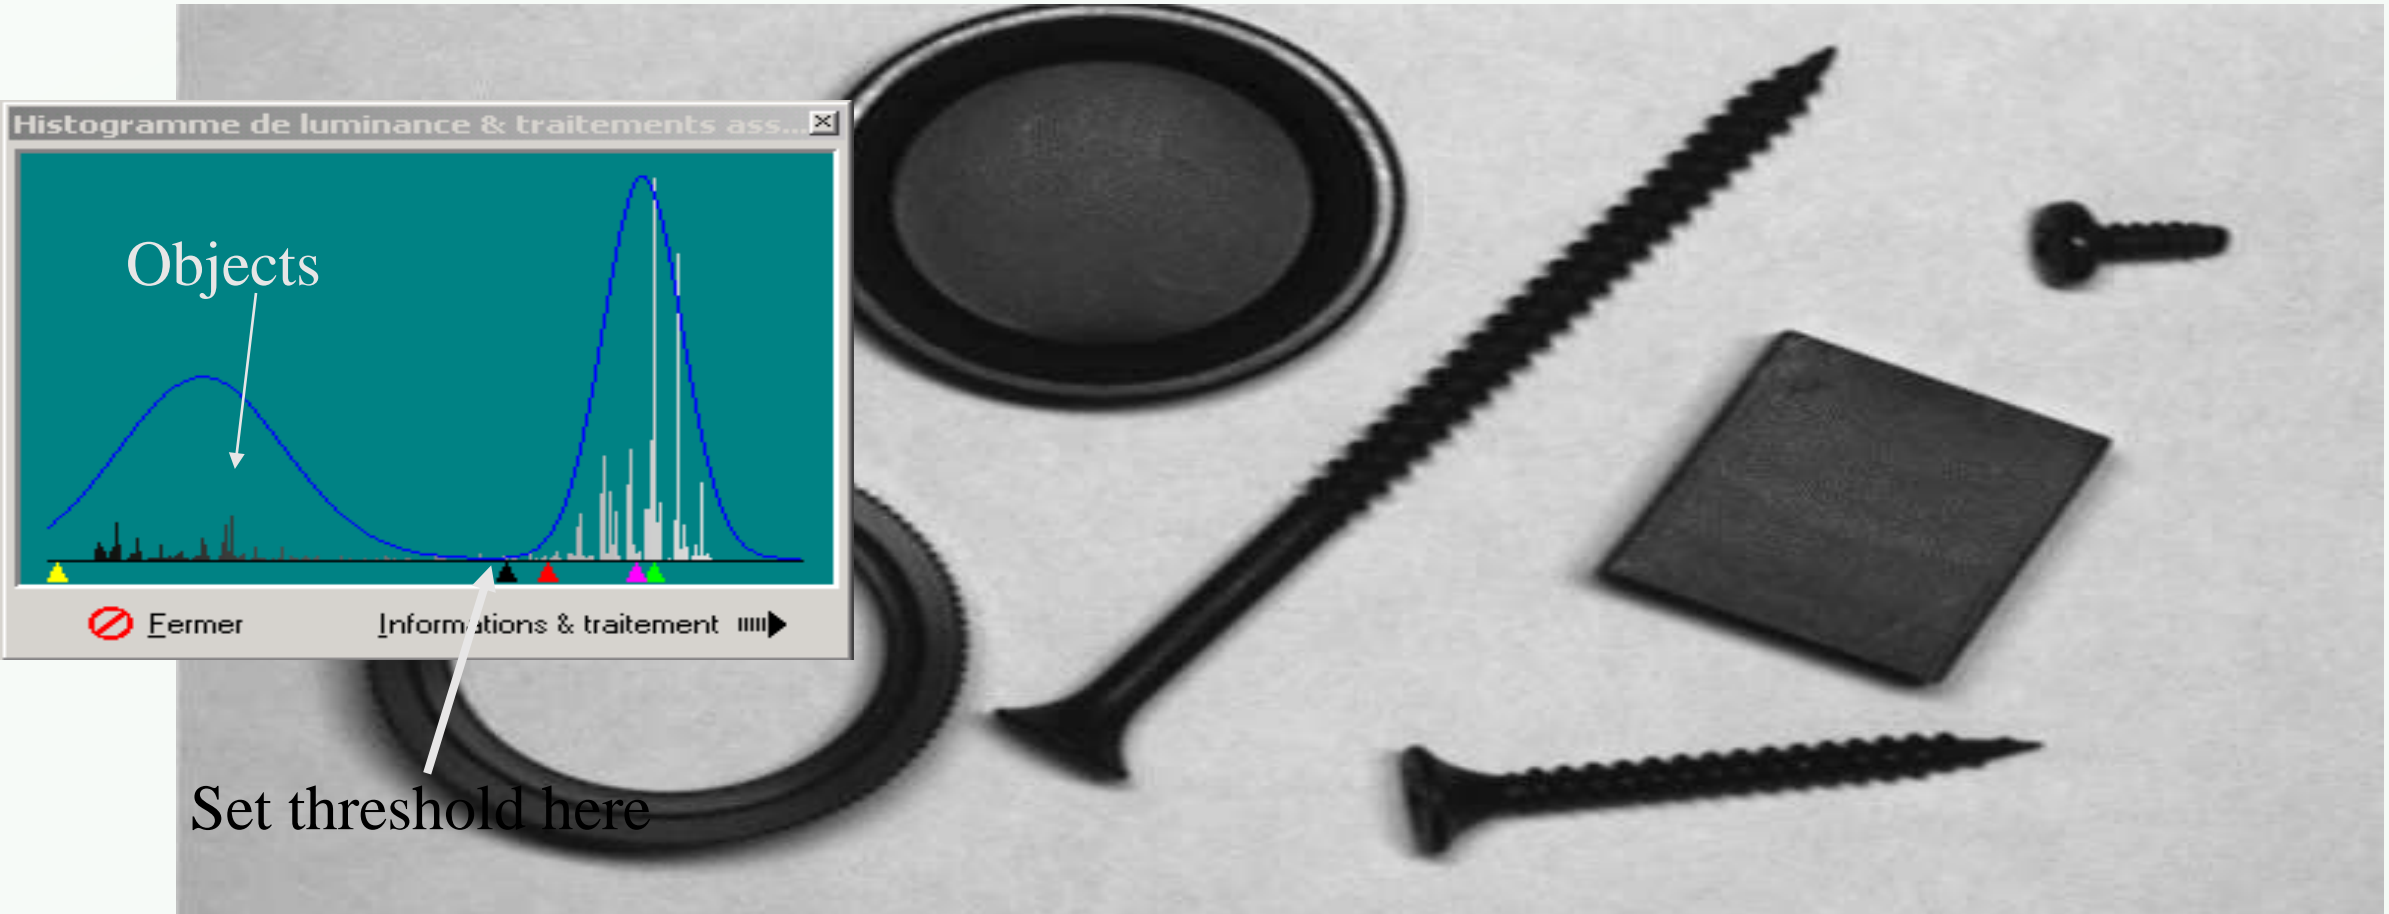 Histogramme de luminance & traitements ass...
Objects
Fermer
Informations & traitement
Set threshold here